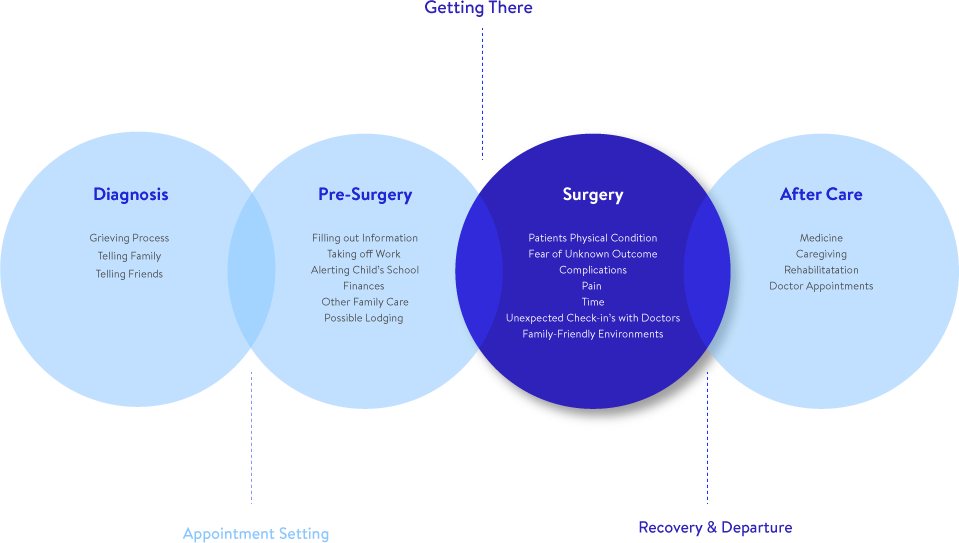 Getting There
Diagnosis
Grieving Process
Telling Family
Telling Friends
Pre-Surgery
Filling out Information
Taking off Work
Alerting Child's School
Finances
Other Family Care
Possible Lodging
Surgery
Patients Physical Condition
Fear of Unknown Outcome
Complications
Pain
Time
Unexpected Check-in's with Doctors
Family-Friendly Environments
After Care
Medicine
Caregiving
Rehabilitatation
Doctor Appointments
Appointment Setting
Recovery & Departure